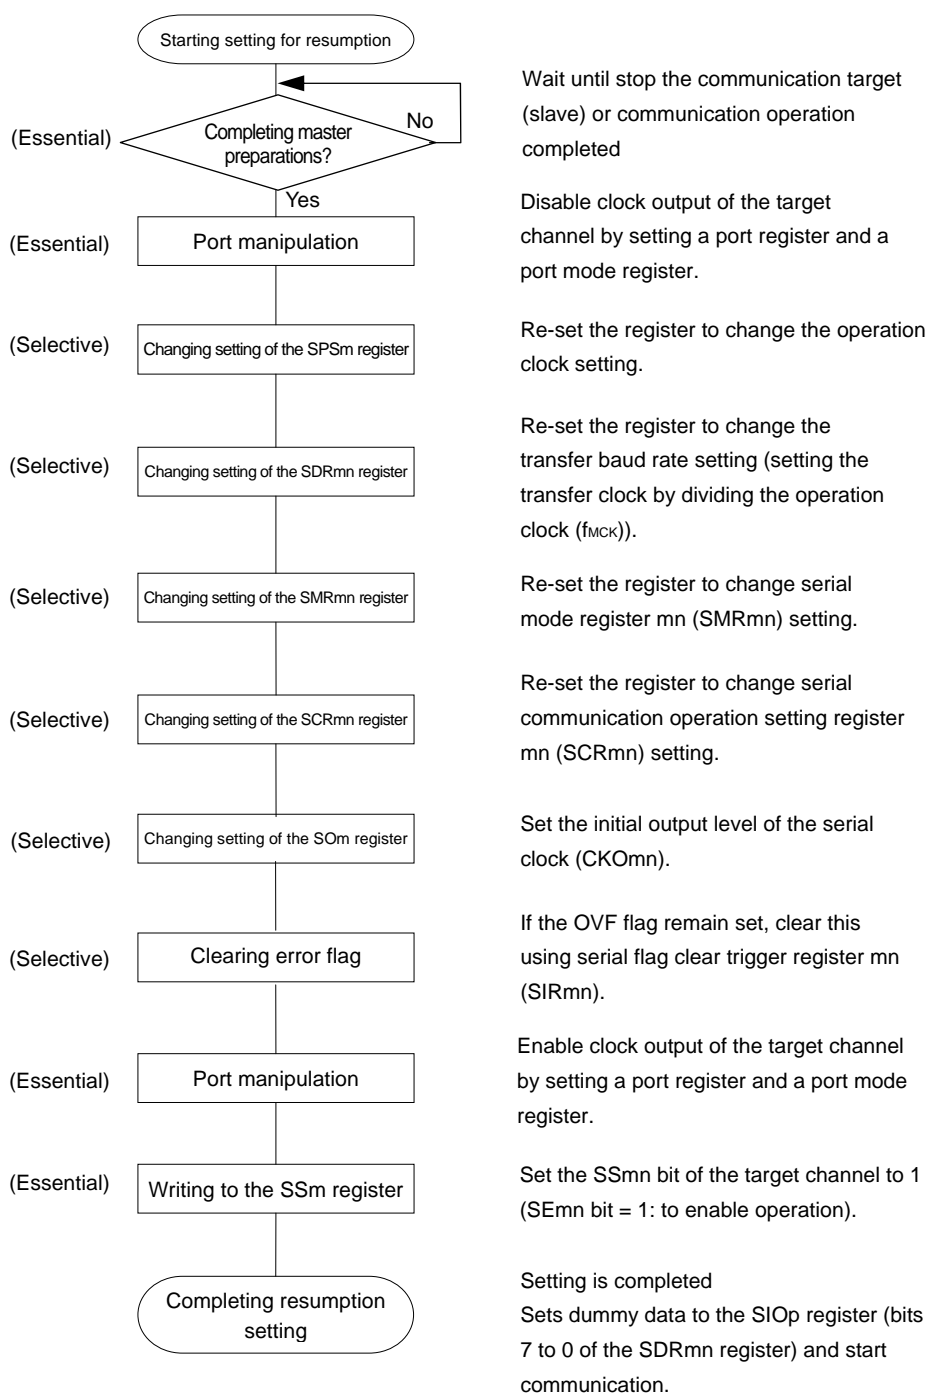 Starting setting for resumption
Wait until stop the communication target
(slave) or communication operation
completed
(Essential)
Completing master
preparations?
No
Yes
(Essential)
Port manipulation
Disable clock output of the target
channel by setting a port register and a
port mode register.
(Selective)
Changing setting of the SPSm register
Re-set the register to change the operation
clock setting.
(Selective)
Changing setting of the SDRmn register
Re-set the register to change the
transfer baud rate setting (setting the
transfer clock by dividing the operation
clock (fMCK)).
(Selective)
Changing setting of the SMRmn register
Re-set the register to change serial
mode register mn (SMRmn) setting.
(Selective)
Changing setting of the SCRmn register
Re-set the register to change serial
communication operation setting register
mn (SCRmn) setting.
(Selective)
Changing setting of the SOm register
Set the initial output level of the serial
clock (CKOmn).
(Selective)
Clearing error flag
If the OVF flag remain set, clear this
using serial flag clear trigger register mn
(SIRmn).
(Essential)
Port manipulation
Enable clock output of the target channel
by setting a port register and a port mode
register.
(Essential)
Writing to the SSm register
Set the SSmn bit of the target channel to 1
(SEmn bit = 1: to enable operation).
Completing resumption
setting
Setting is completed
Sets dummy data to the SIOp register (bits
7 to 0 of the SDRmn register) and start
communication.